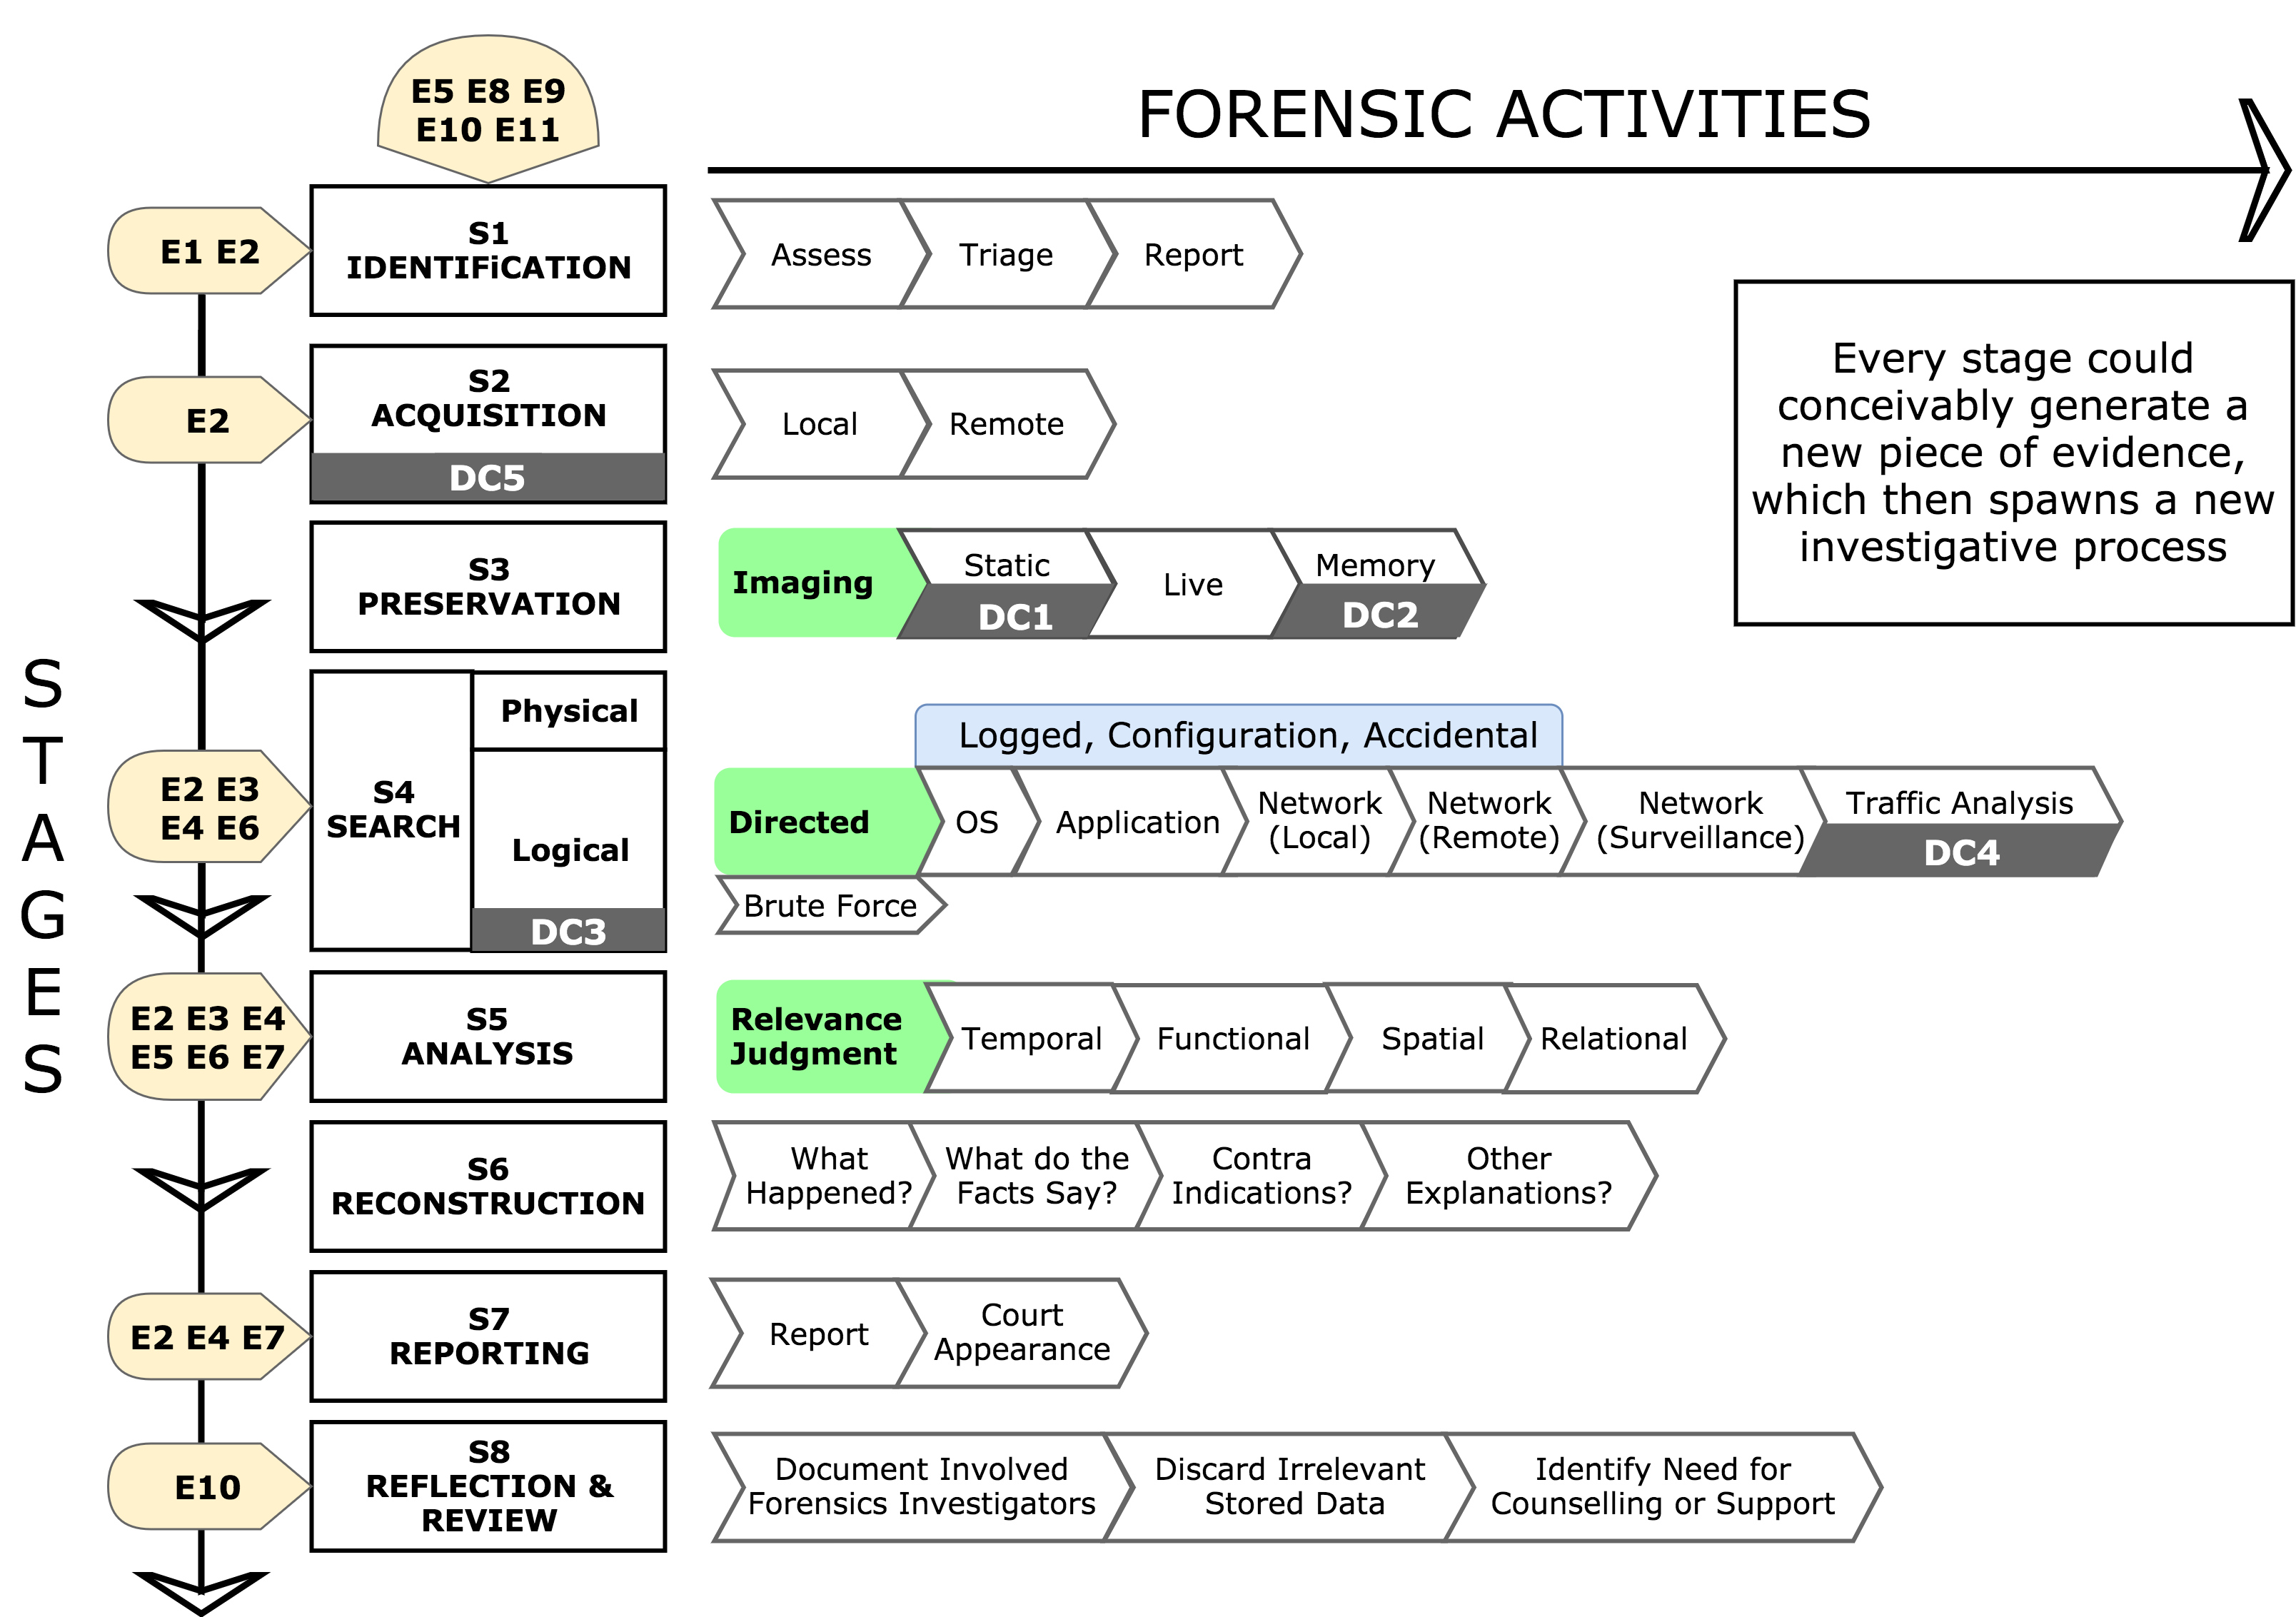 FORENSIC ACTIVITIES
E5 E8 E9
E10 E11
STAGES
E1 E2
S1
IDENTIFiCATION
Assess
Triage
Report
Every stage could
conceivably generate a
new piece of evidence,
which then spawns a new
investigative process
E2
S2
ACQUISITION
DC5
Local
Remote
S3
PRESERVATION
Imaging
Static
DC1
Live
Memory
DC2
E2 E3
E4 E6
S4
SEARCH
Physical
Logical
DC3
Logged, Configuration, Accidental
Directed
OS
Application
Network
(Local)
Network
(Remote)
Network
(Surveillance)
Traffic Analysis
DC4
Brute Force
E2 E3 E4
E5 E6 E7
S5
ANALYSIS
Relevance
Judgment
Temporal
Functional
Spatial
Relational
S6
RECONSTRUCTION
What
Happened?
What do the
Facts Say?
Contra
Indications?
Other
Explanations?
E2 E4 E7
S7
REPORTING
Report
Court
Appearance
E10
S8
REFLECTION &
REVIEW
Document Involved
Forensics Investigators
Discard Irrelevant
Stored Data
Identify Need for
Counselling or Support